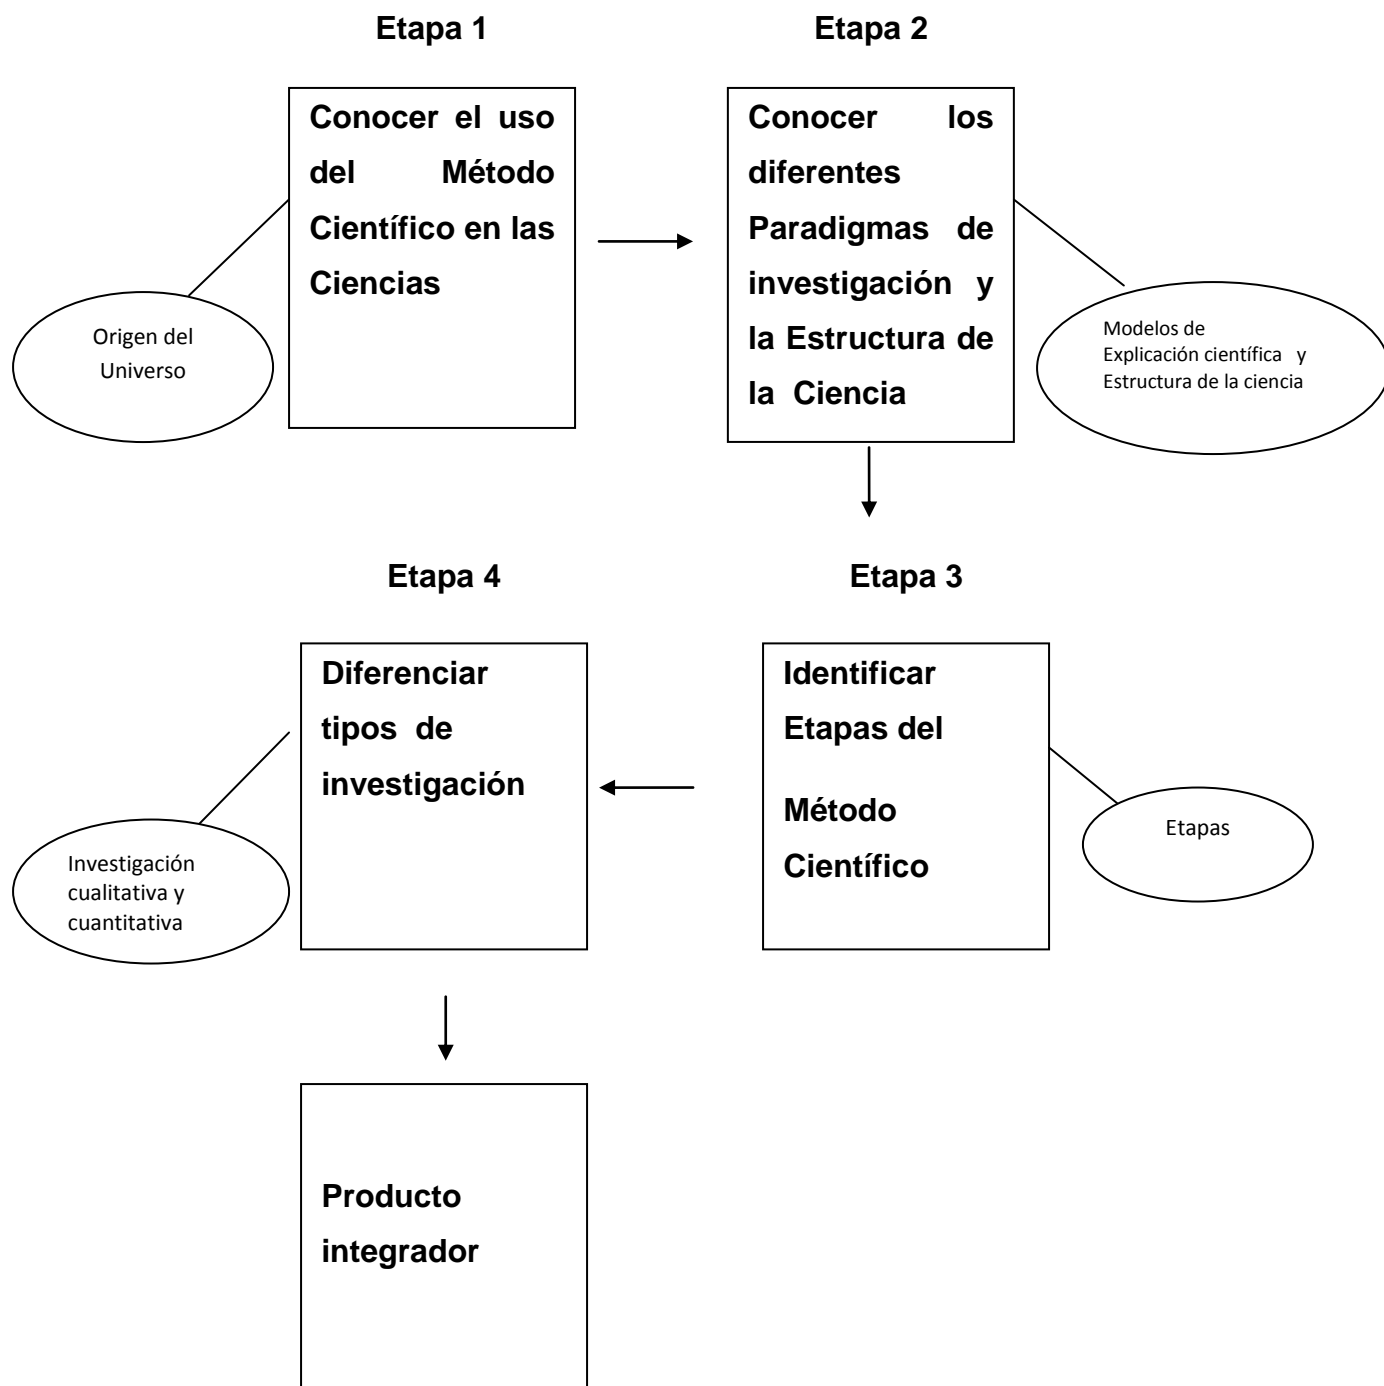 Etapa 1
Etapa 2
Conocer el uso
del Método
Científico en las
Ciencias
Origen del
Universo
Conocer los
diferentes
Paradigmas de
investigación y
la Estructura de
la Ciencia
Modelos de
Explicación científica y
Estructura de la ciencia
Etapa 4
Etapa 3
Diferenciar
tipos de
investigación
Investigación
cualitativa y
cuantitativa
Identificar
Etapas del
Método
Científico
Etapas
Producto
integrador